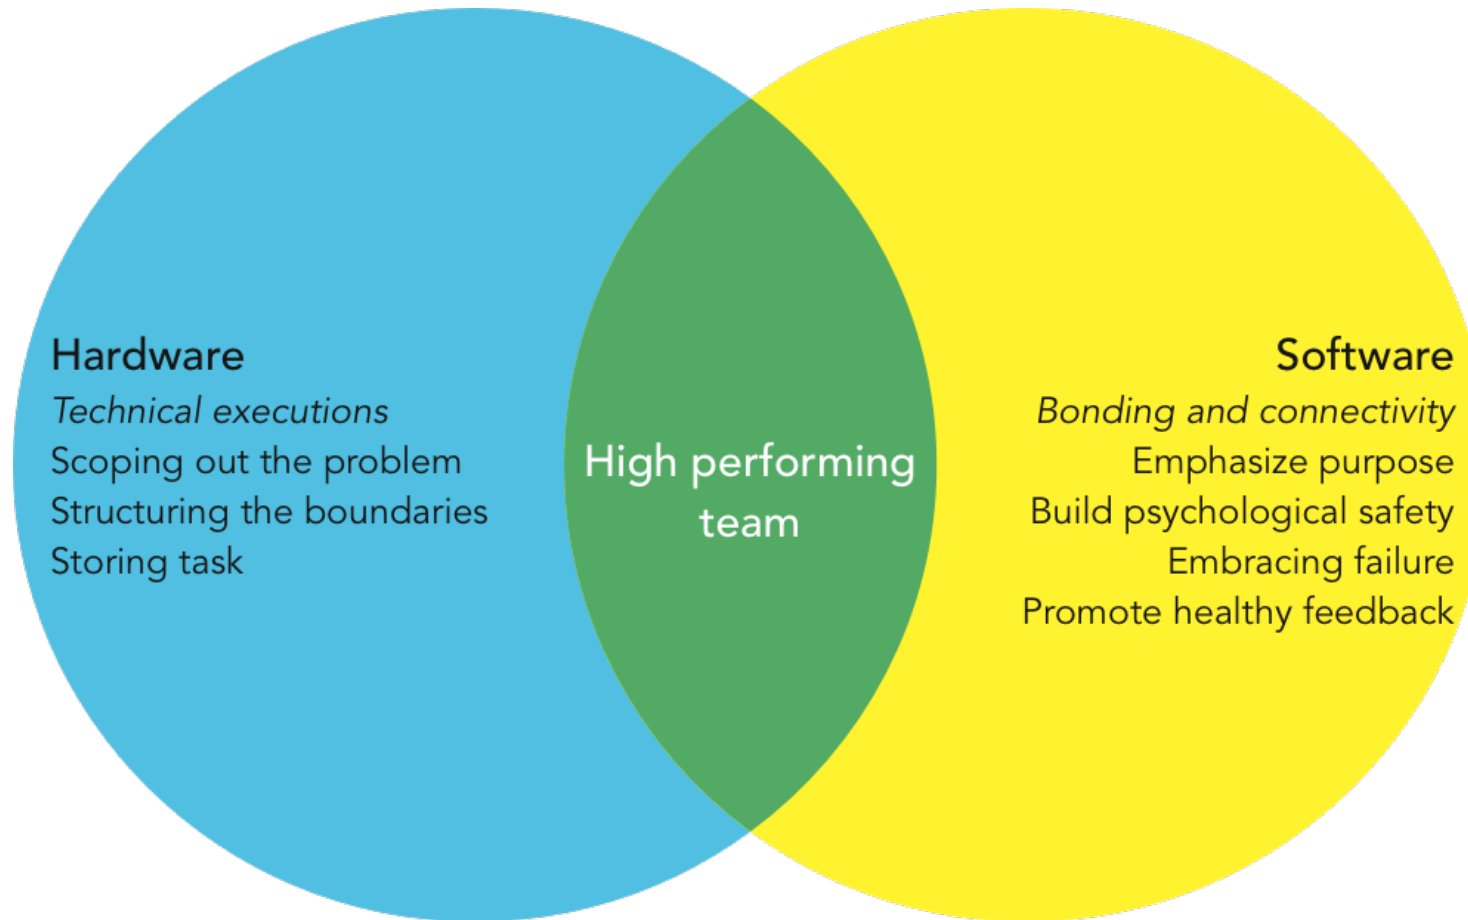 Hardware
Technical executions
Scoping out the problem
Structuring the boundaries
Storing task
High performing
team
Software
Bonding and connectivity
Emphasize purpose
Build psychological safety
Embracing failure
Promote healthy feedback